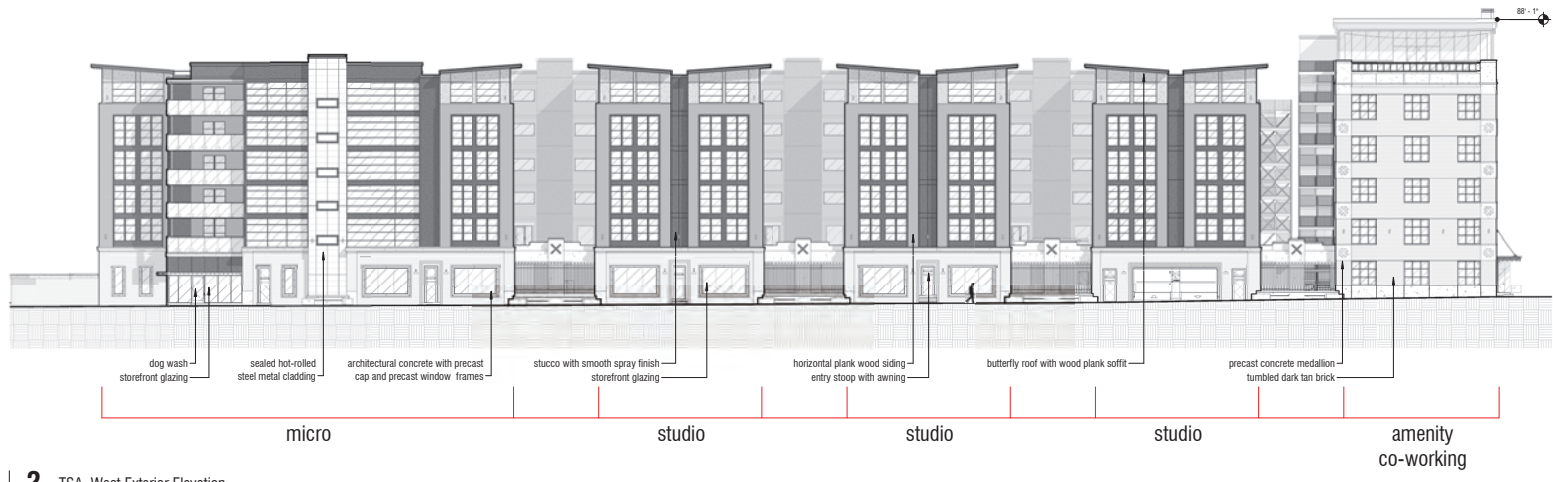 88' - 1"
dog wash
storefront glazing
sealed hot-rolled
steel metal cladding
architectural concrete with precast
cap and precast window frames
stucco with smooth spray finish
storefront glazing
horizontal plank wood siding
entry stoop with awning
butterfly roof with wood plank soffit
precast concrete medallion
tumbled dark tan brick
micro
studio
studio
studio
amenity
co-working
2 TSA West Exterior Elevation